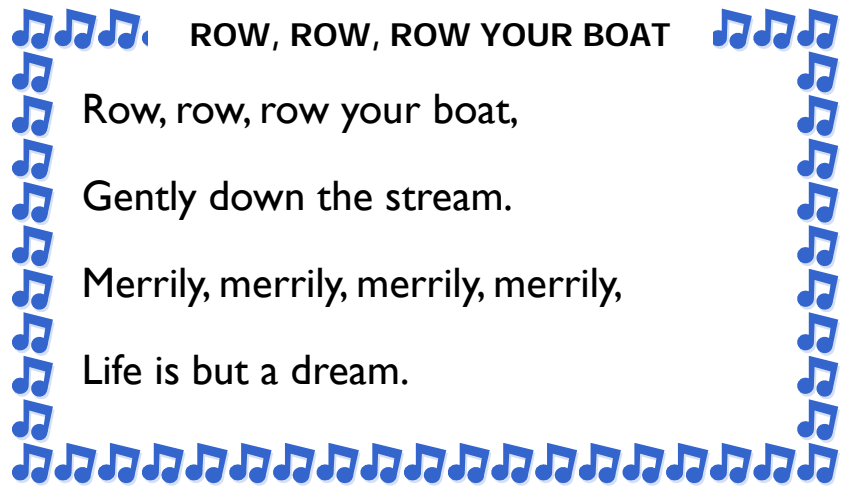 ROW, ROW, ROW YOUR BOAT
Row, row, row your boat,
Gently down the stream.
Merrily, merrily, merrily, merrily,
Life is but a dream.